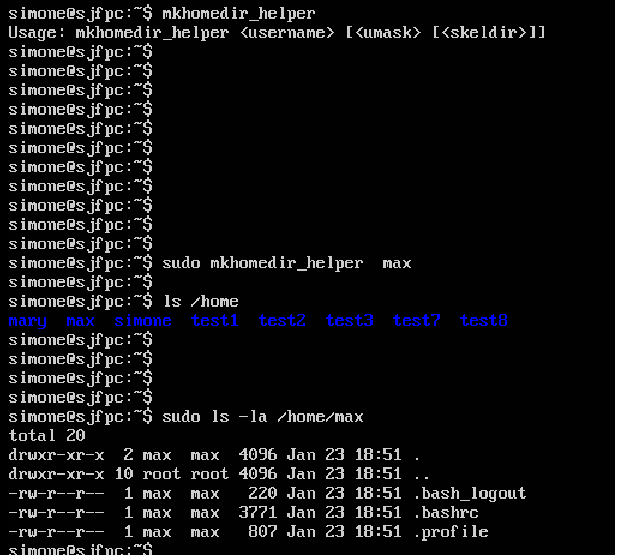 simone@sjfpc:~$ mkhomedir_helper
Usage: mkhomedir_helper <username> [<umask> [<skeldir>]]
simone@sjfpc:~$
simone@sjfpc:~$
simone@sjfpc:~$
simone@sjfpc:~$
simone@sjfpc:~$
simone@sjfpc:~$
simone@sjfpc:~$
simone@sjfpc:~$
simone@sjfpc:~$
simone@sjfpc:~$
simone@sjfpc:~$
simone@sjfpc:~$ sudo mkhomedir_helper  max
simone@sjfpc:~$
simone@sjfpc:~$ ls /home
mary  max  simone  test1  test2  test3  test7  test8
simone@sjfpc:~$
simone@sjfpc:~$
simone@sjfpc:~$
simone@sjfpc:~$
simone@sjfpc:~$ sudo ls -la /home/max
total 20
drwxr-xr-x  2 max  max  4096 Jan 23 18:51 .
drwxr-xr-x 10 root root 4096 Jan 23 18:51 ..
-rw-r--r--  1 max  max   220 Jan 23 18:51 .bash_logout
-rw-r--r--  1 max  max  3771 Jan 23 18:51 .bashrc
-rw-r--r--  1 max  max   807 Jan 23 18:51 .profile
simone@sjfpc:~$